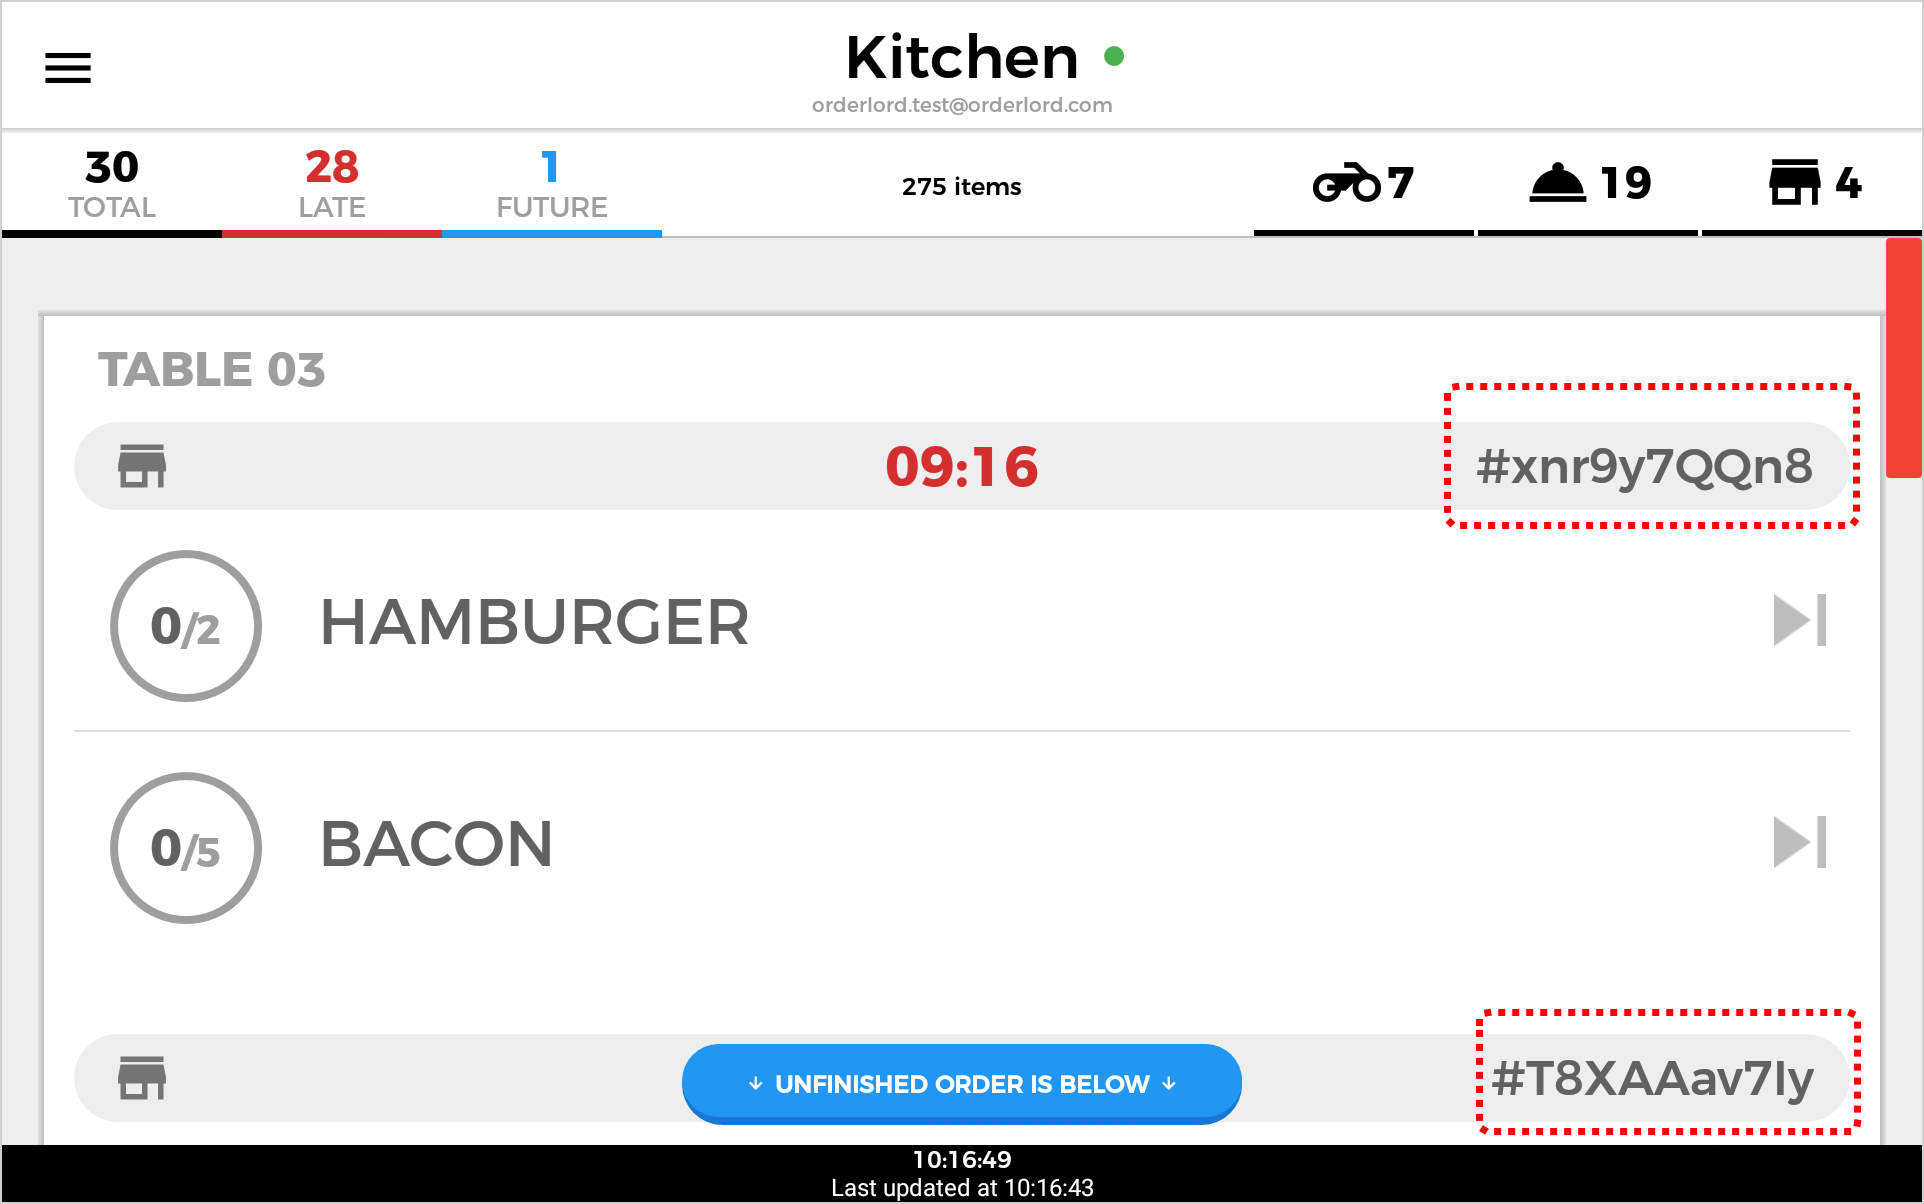 Kitchen
orderlord.test@orderlord.com
30 28 1
TOTAL LATE FUTURE
275 items
7 19 4
TABLE 03
09:16 #xnr9y7QQn8
0/2 HAMBURGER
0/5 BACON
↓ UNFINISHED ORDER IS BELOW ↓ #T8XAAav7Iy
10:16:49
Last updated at 10:16:43